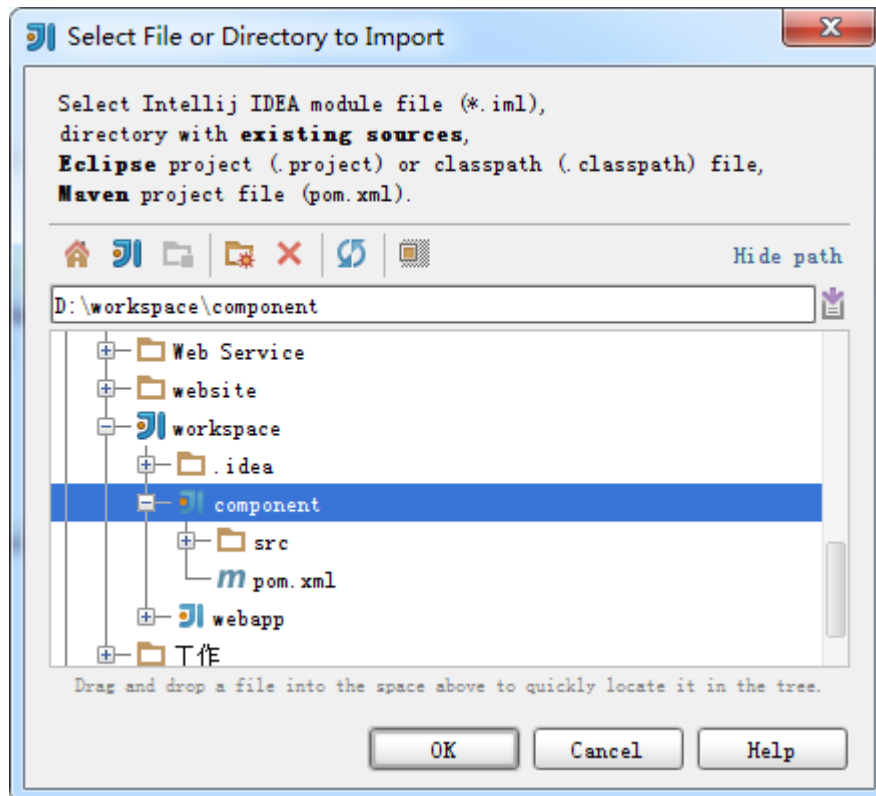 Select File or Directory to Import
Select Intellij IDEA module file (*.iml),
directory with existing sources,
Eclipse project (.project) or classpath (.classpath) file,
Maven project file (pom.xml).
Hide path
D:\workspace\component
Web Service
website
workspace
.idea
component
src
pom.xml
webapp
工作
Drag and drop a file into the space above to quickly locate it in the tree.
OK Cancel Help